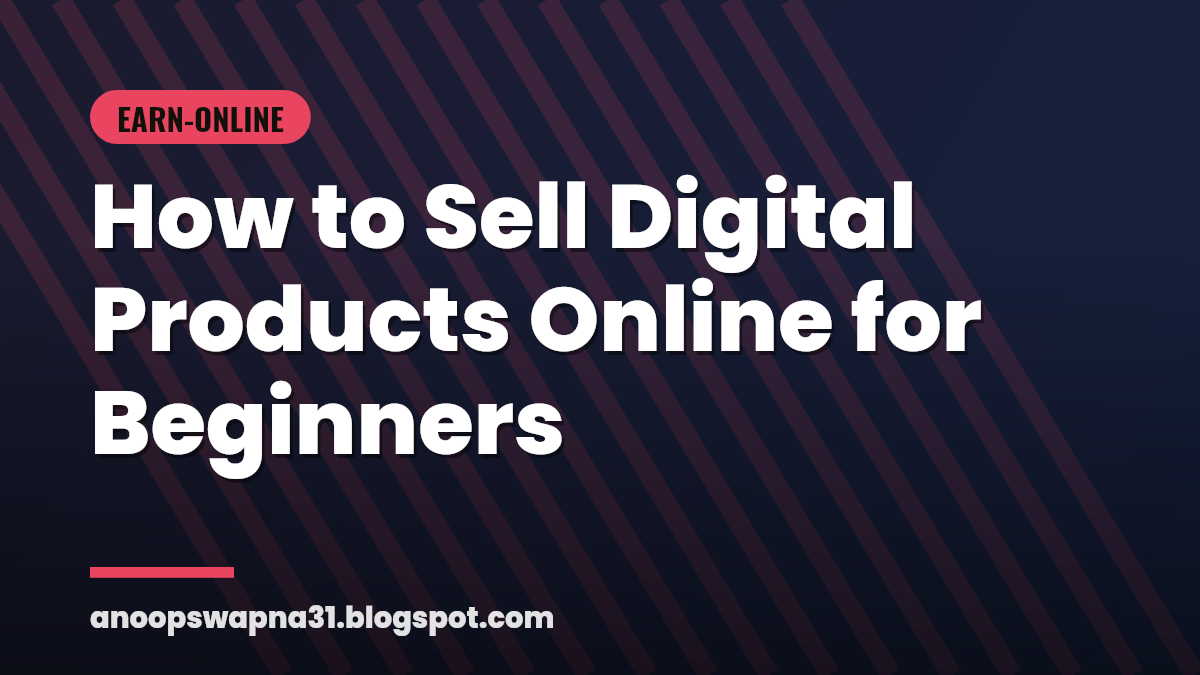 EARN-ONLINE
How to Sell Digital
Products Online for
Beginners
anoopswapna31.blogspot.com